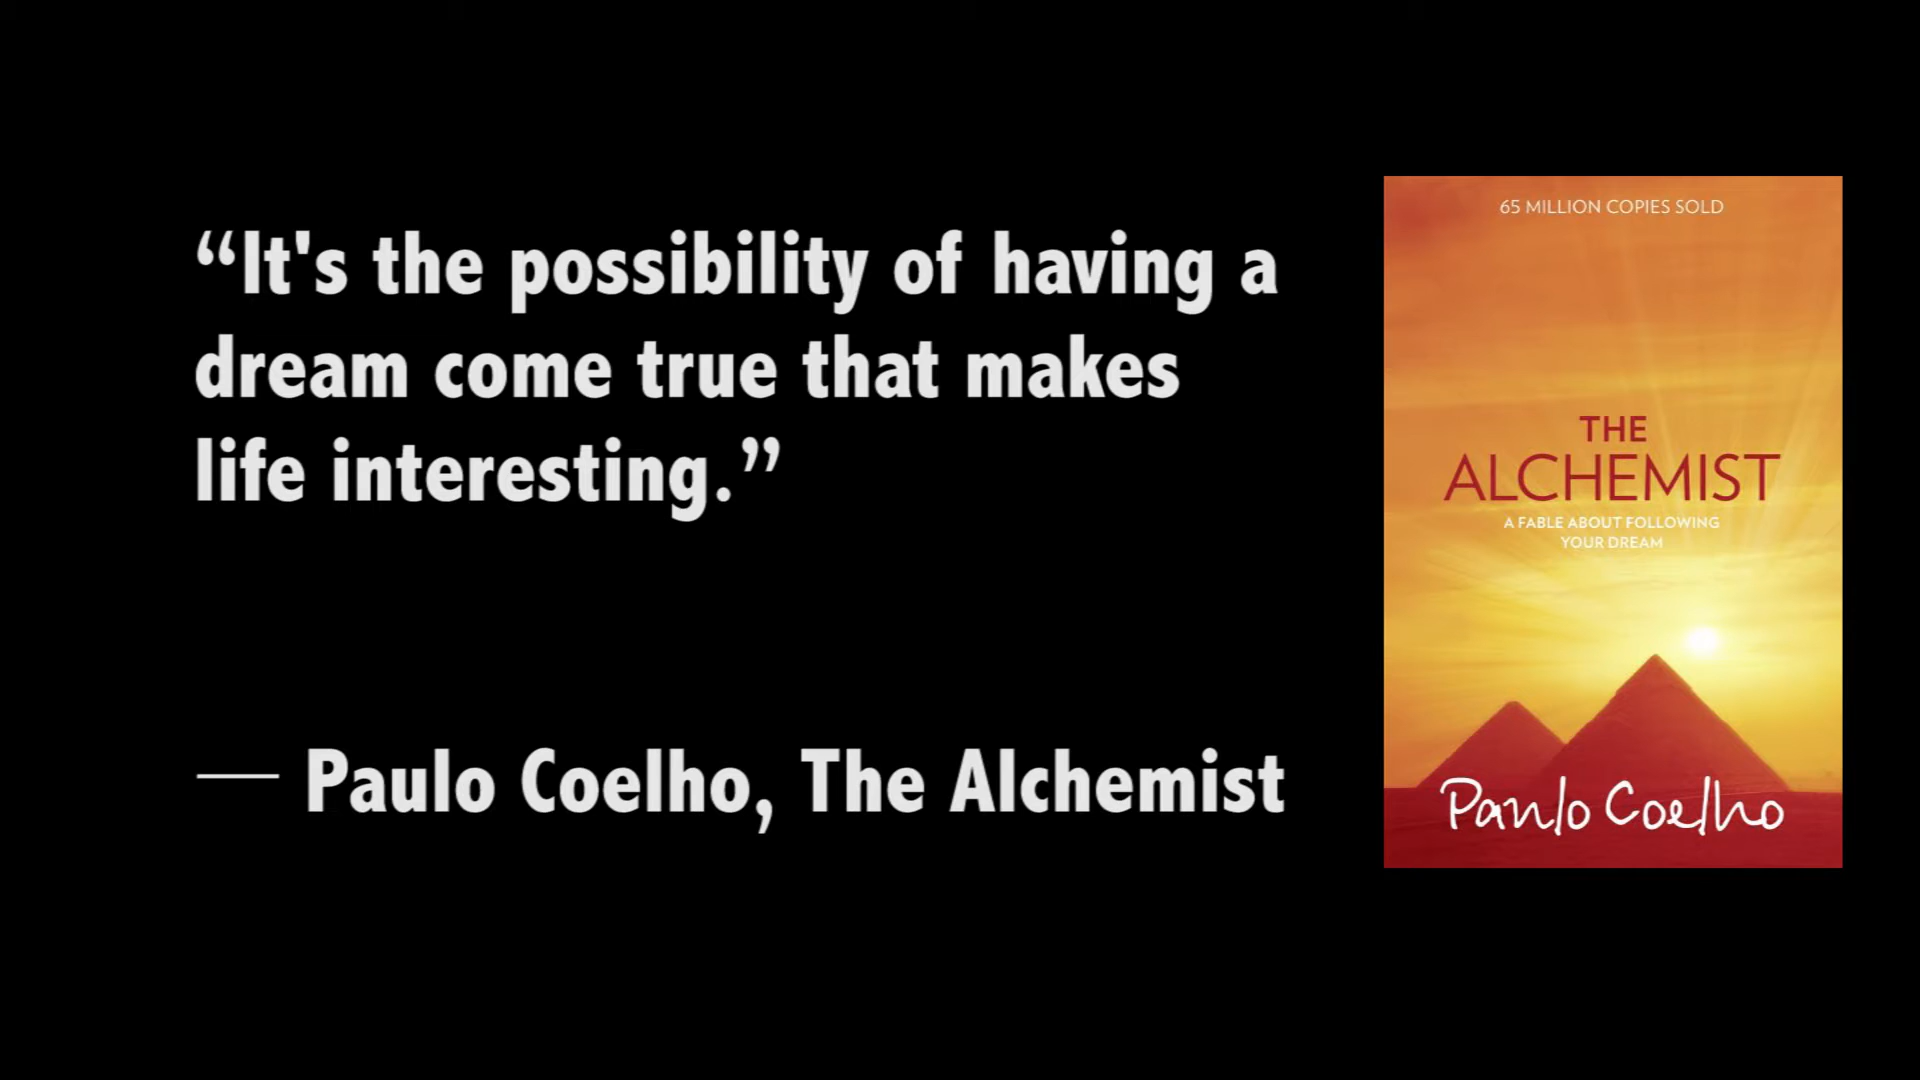 “It's the possibility of having a
dream come true that makes
life interesting.”
— Paulo Coelho, The Alchemist
65 MILLION COPIES SOLD
THE
ALCHEMIST
A FABLE ABOUT FOLLOWING
YOUR DREAM
Paulo Coelho